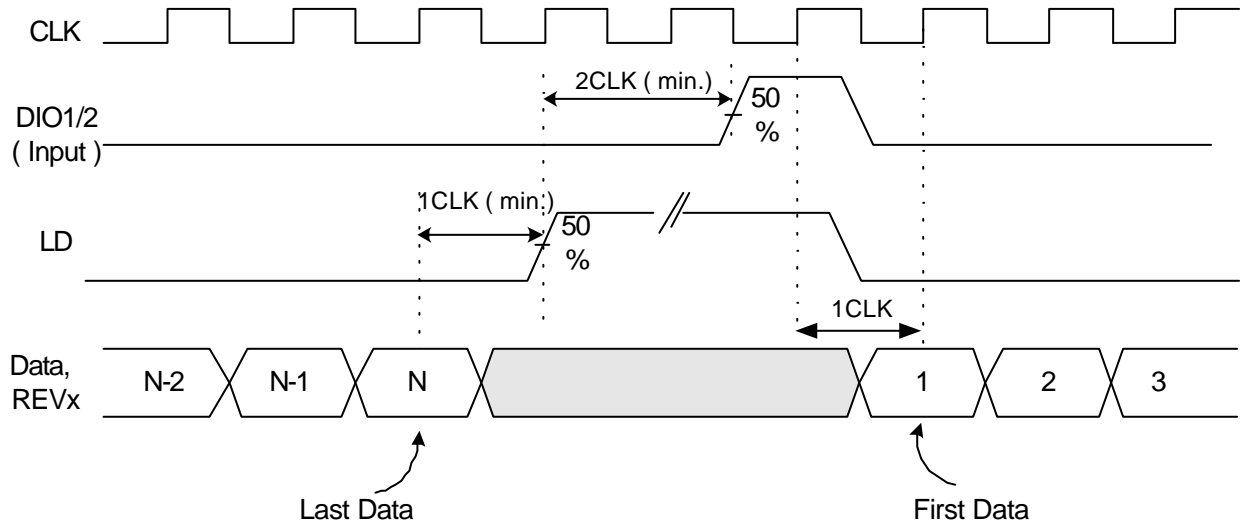 CLK
2CLK ( min.)
50
%
DIO1/2
( Input )
1CLK ( min.)
50
%
LD
1CLK
Data,
REVx
N-2
N-1
N
1
2
3
Last Data
First Data